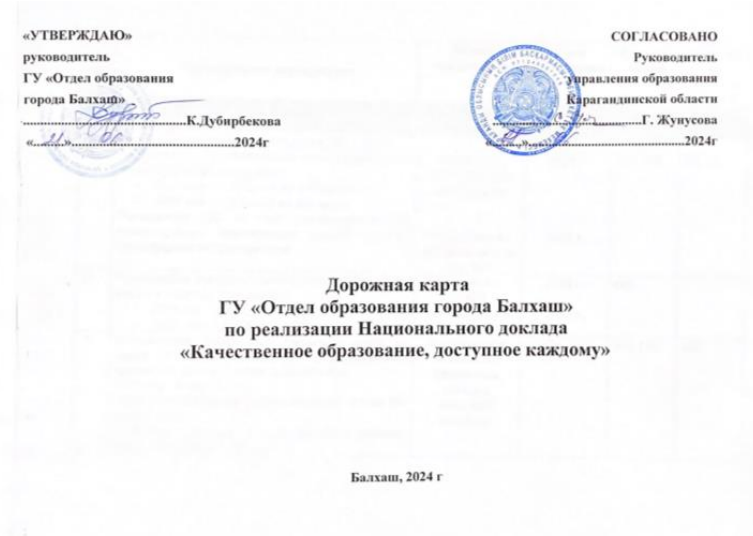 «УТВЕРЖДАЮ»
руководитель
ГУ «Отдел образования
города Балхаш»
..................................................К.Дубирбекова
«..........»..................................................2024г
СОГЛАСОВАНО
Руководитель
управления образования
Карагандинской области
..................................................Г. Жунусова
«..........»..................................................2024г
Дорожная карта
ГУ «Отдел образования города Балхаш»
по реализации Национального доклада
«Качественное образование, доступное каждому»
Балхаш, 2024 г